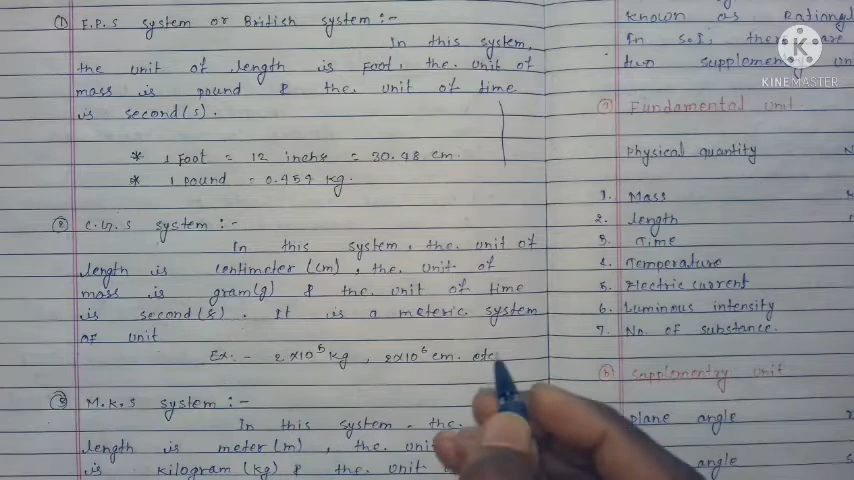 ① F.P.S system or British system :-
In this system,
the unit of length is Foot, the unit of
mass is pound & the unit of time
is second(s).
* 1 Foot = 12 inchs = 30.48 cm.
* 1 pound = 0.454 kg.
② C.G.S system :-
In this system, the unit of
length is centimeter (cm), the unit of
mass is gram(g) & the unit of time
is second(s). It is a meteric system
of unit
Ex:- 2×10⁵ kg, 2×10⁶ cm. etc
③ M.K.S system :-
In this system, the
length is meter(m), the unit
is kilogram (kg) & the unit
known as Rational
In S.I, there are
two supplementry un
KINEMASTER
ⓐ Fundamental unit
Physical quantity
1. Mass
2. length
3. Time
4. Temperature
5. Electric current
6. Luminous intensity
7. No. of substance.
ⓑ supplementry unit
plane angle
angle